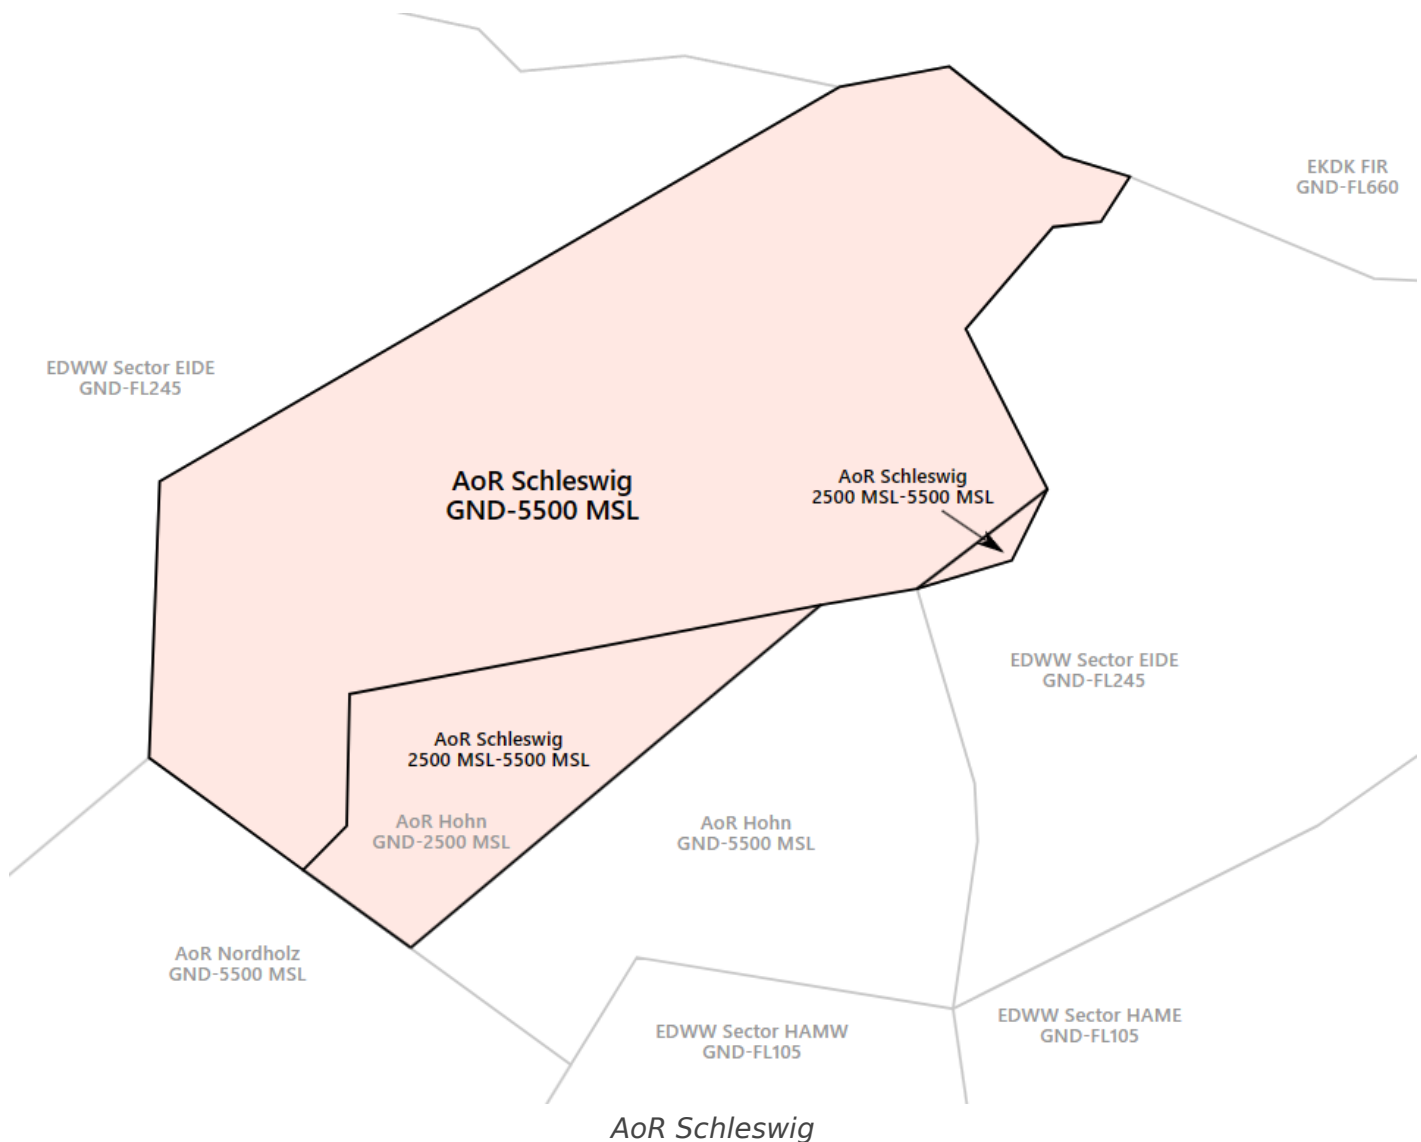 EKDK FIR
GND-FL660
EDWW Sector EIDE
GND-FL245
AoR Schleswig
GND-5500 MSL
AoR Schleswig
2500 MSL-5500 MSL
EDWW Sector EIDE
GND-FL245
AoR Schleswig
2500 MSL-5500 MSL
AoR Hohn
GND-2500 MSL
AoR Hohn
GND-5500 MSL
AoR Nordholz
GND-5500 MSL
EDWW Sector HAMW
GND-FL105
EDWW Sector HAME
GND-FL105
AoR Schleswig